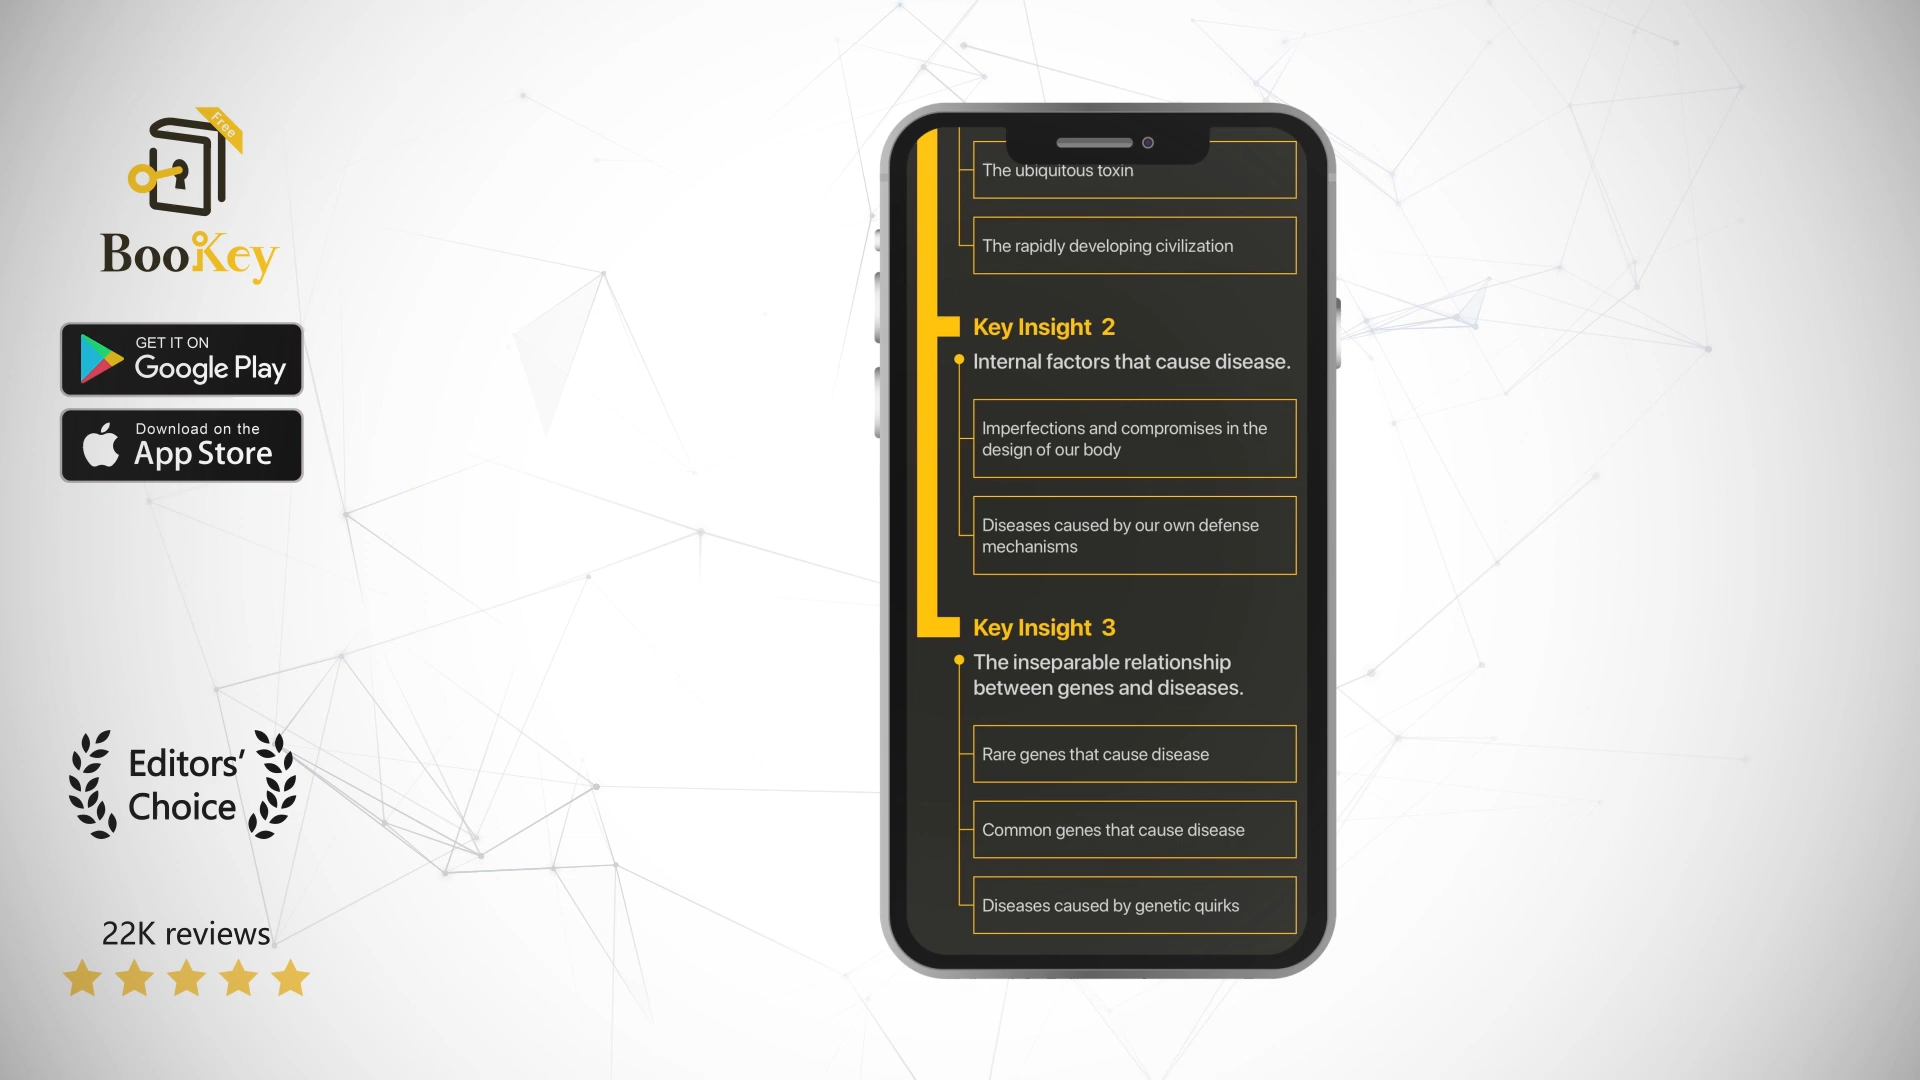 Free
BooKey
GET IT ON
Google Play
Download on the
App Store
Editors'
Choice
22K reviews
The ubiquitous toxin
The rapidly developing civilization
Key Insight 2
Internal factors that cause disease.
Imperfections and compromises in the
design of our body
Diseases caused by our own defense
mechanisms
Key Insight 3
The inseparable relationship
between genes and diseases.
Rare genes that cause disease
Common genes that cause disease
Diseases caused by genetic quirks